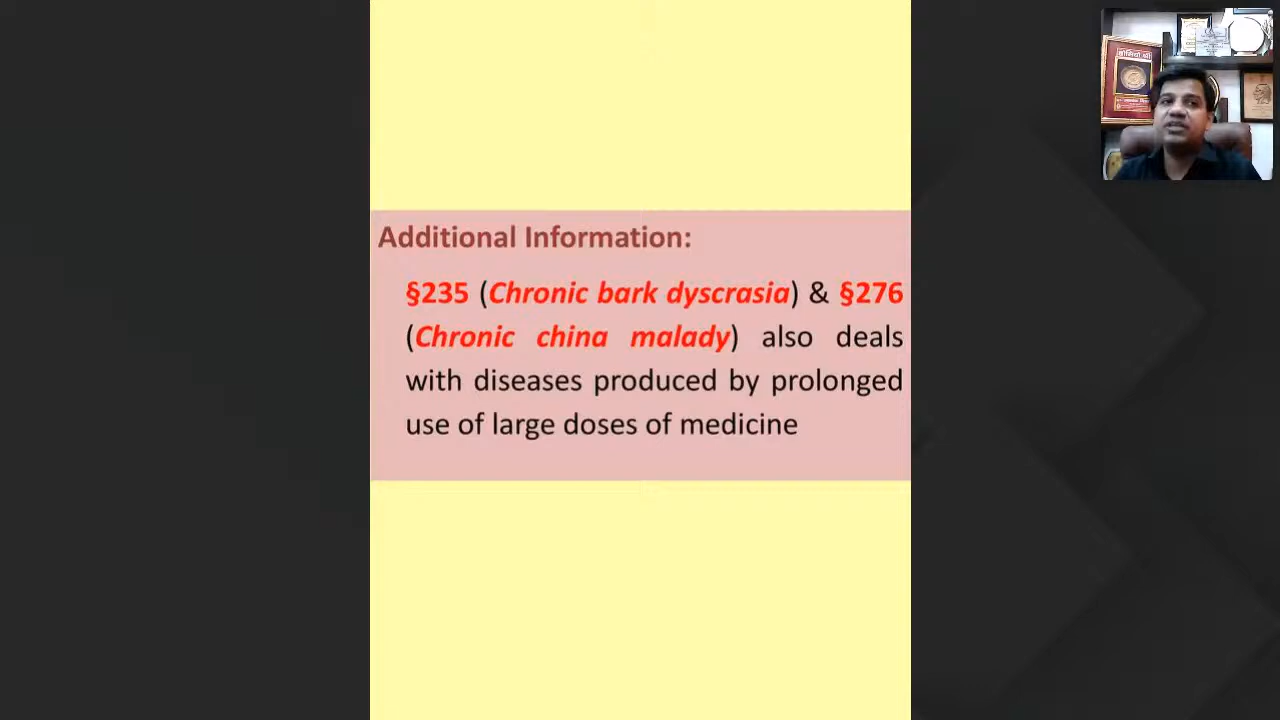 Additional Information:
§235 (Chronic bark dyscrasia) & §276
(Chronic china malady) also deals
with diseases produced by prolonged
use of large doses of medicine